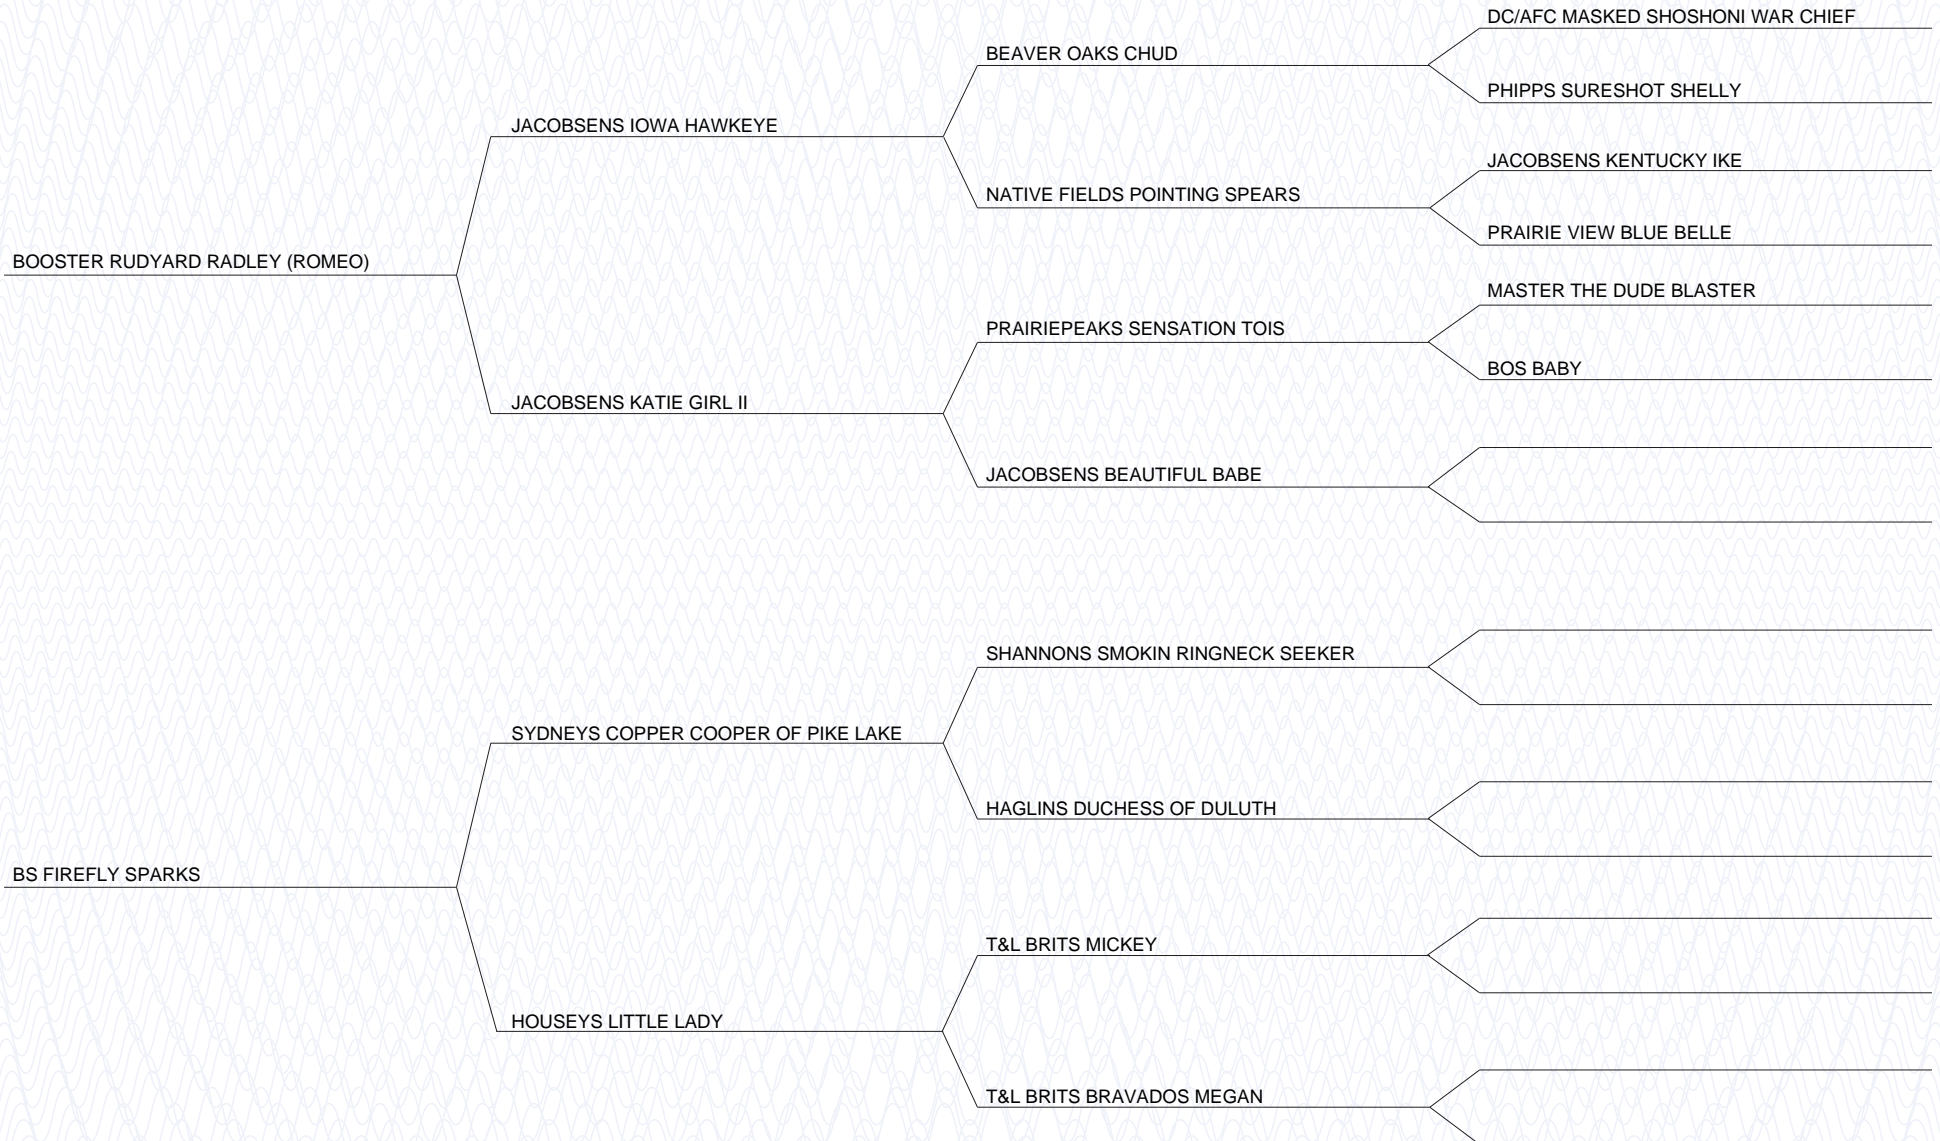 DC/AFC MASKED SHOSHONI WAR CHIEF
BEAVER OAKS CHUD
PHIPPS SURESHOT SHELLY
JACOBSENS IOWA HAWKEYE
JACOBSENS KENTUCKY IKE
NATIVE FIELDS POINTING SPEARS
PRAIRIE VIEW BLUE BELLE
BOOSTER RUDYARD RADLEY (ROMEO)
MASTER THE DUDE BLASTER
PRAIRIEPEAKS SENSATION TOIS
BOS BABY
JACOBSENS KATIE GIRL II
JACOBSENS BEAUTIFUL BABE
SHANNONS SMOKIN RINGNECK SEEKER
SYDNEYS COPPER COOPER OF PIKE LAKE
HAGLINS DUCHESS OF DULUTH
BS FIREFLY SPARKS
T&L BRITS MICKEY
HOUSEYS LITTLE LADY
T&L BRITS BRAVADOS MEGAN